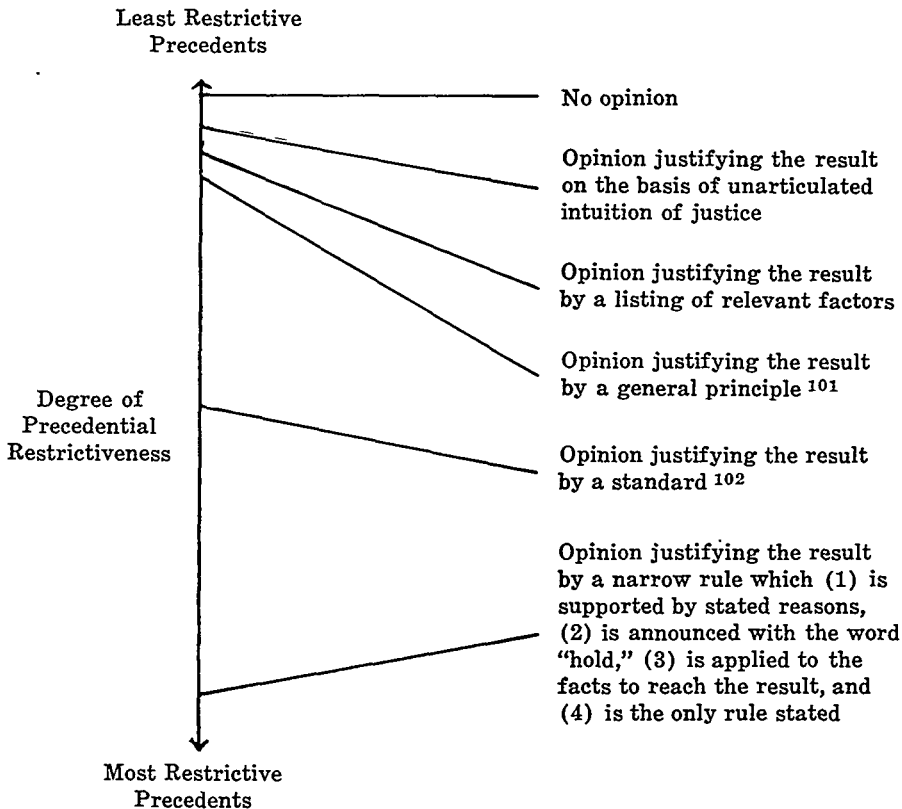 Least Restrictive
Precedents
No opinion
Opinion justifying the result
on the basis of unarticulated
intuition of justice
Opinion justifying the result
by a listing of relevant factors
Opinion justifying the result
by a general principle 101
Degree of
Precedential
Restrictiveness
Opinion justifying the result
by a standard 102
Opinion justifying the result
by a narrow rule which (1) is
supported by stated reasons,
(2) is announced with the word
“hold,” (3) is applied to the
facts to reach the result, and
(4) is the only rule stated
Most Restrictive
Precedents